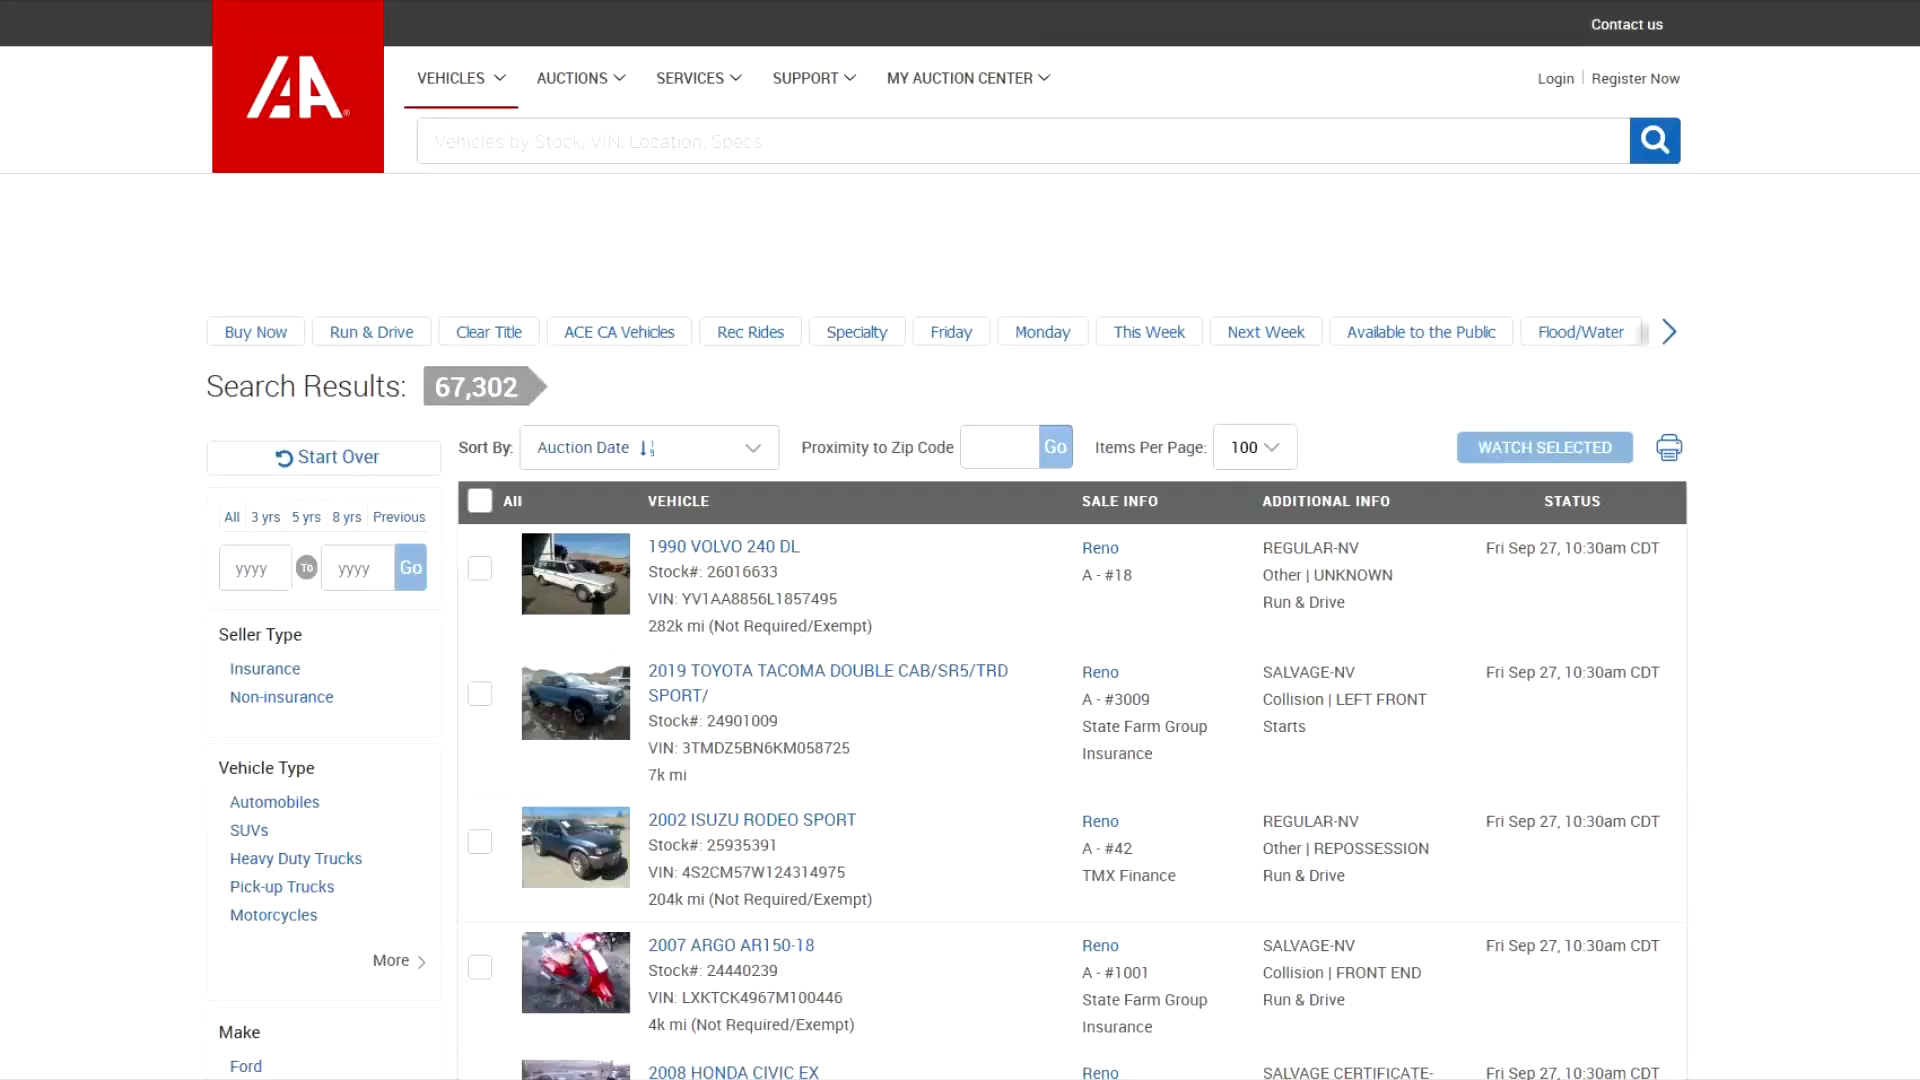 Contact us
IAA
VEHICLES AUCTIONS SERVICES SUPPORT MY AUCTION CENTER
Login Register Now
Vehicles by Stock, VIN, Location, Specs
Buy Now Run & Drive Clear Title ACE CA Vehicles Rec Rides Specialty Friday Monday This Week Next Week Available to the Public Flood/Water
Search Results: 67,302
Start Over
Sort By: Auction Date Proximity to Zip Code Go Items Per Page: 100 WATCH SELECTED
All VEHICLE SALE INFO ADDITIONAL INFO STATUS
All 3 yrs 5 yrs 8 yrs Previous
yyyy To yyyy Go
Seller Type
Insurance
Non-insurance
Vehicle Type
Automobiles
SUVs
Heavy Duty Trucks
Pick-up Trucks
Motorcycles
More
Make
Ford
1990 VOLVO 240 DL
Stock#: 26016633
VIN: YV1AA8856L1857495
282k mi (Not Required/Exempt)
Reno
A - #18
REGULAR-NV
Other | UNKNOWN
Run & Drive
Fri Sep 27, 10:30am CDT
2019 TOYOTA TACOMA DOUBLE CAB/SR5/TRD
SPORT/
Stock#: 24901009
VIN: 3TMDZ5BN6KM058725
7k mi
Reno
A - #3009
State Farm Group
Insurance
SALVAGE-NV
Collision | LEFT FRONT
Starts
Fri Sep 27, 10:30am CDT
2002 ISUZU RODEO SPORT
Stock#: 25935391
VIN: 4S2CM57W124314975
204k mi (Not Required/Exempt)
Reno
A - #42
TMX Finance
REGULAR-NV
Other | REPOSSESSION
Run & Drive
Fri Sep 27, 10:30am CDT
2007 ARGO AR150-18
Stock#: 24440239
VIN: LXKTCK4967M100446
4k mi (Not Required/Exempt)
Reno
A - #1001
State Farm Group
Insurance
SALVAGE-NV
Collision | FRONT END
Run & Drive
Fri Sep 27, 10:30am CDT
2008 HONDA CIVIC EX
Reno
SALVAGE CERTIFICATE-
Fri Sep 27, 10:30am CDT